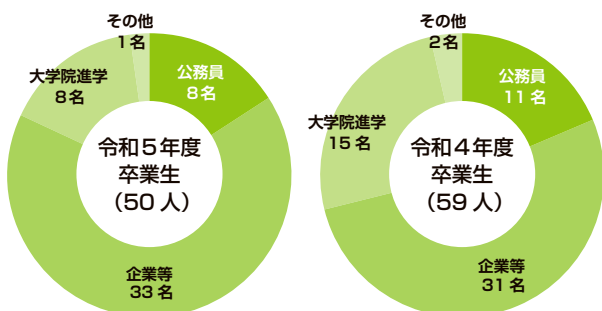 その他
1名
公務員
8名
大学院進学
8名
令和5年度
卒業生
（50人）
企業等
33名
その他
2名
公務員
11名
大学院進学
15名
令和4年度
卒業生
（59人）
企業等
31名